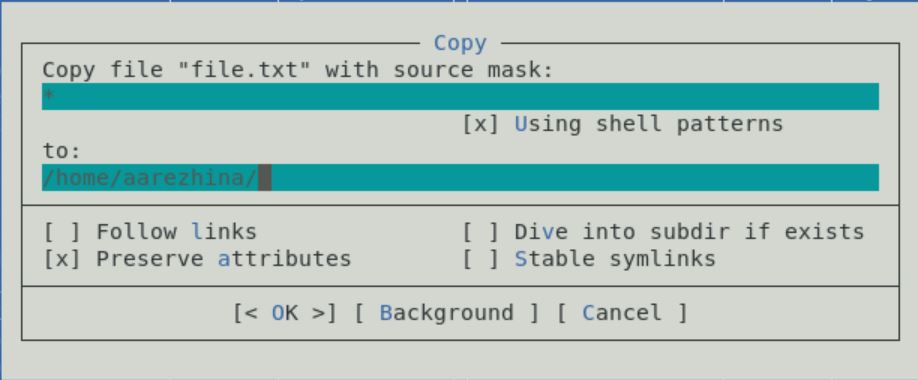 Copy
Copy file "file.txt" with source mask:
*
[x] Using shell patterns
to:
/home/aarezhina/
[ ] Follow links [ ] Dive into subdir if exists
[x] Preserve attributes [ ] Stable symlinks
[< OK >] [ Background ] [ Cancel ]